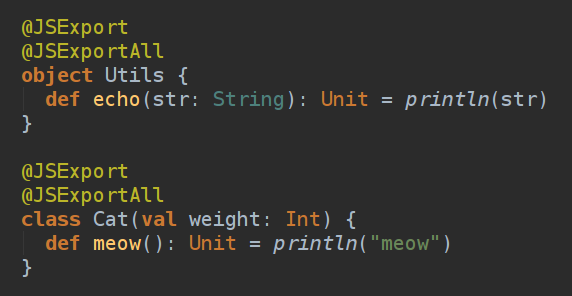 @JSExport
@JSExportAll
object Utils {
  def echo(str: String): Unit = println(str)
}

@JSExport
@JSExportAll
class Cat(val weight: Int) {
  def meow(): Unit = println("meow")
}